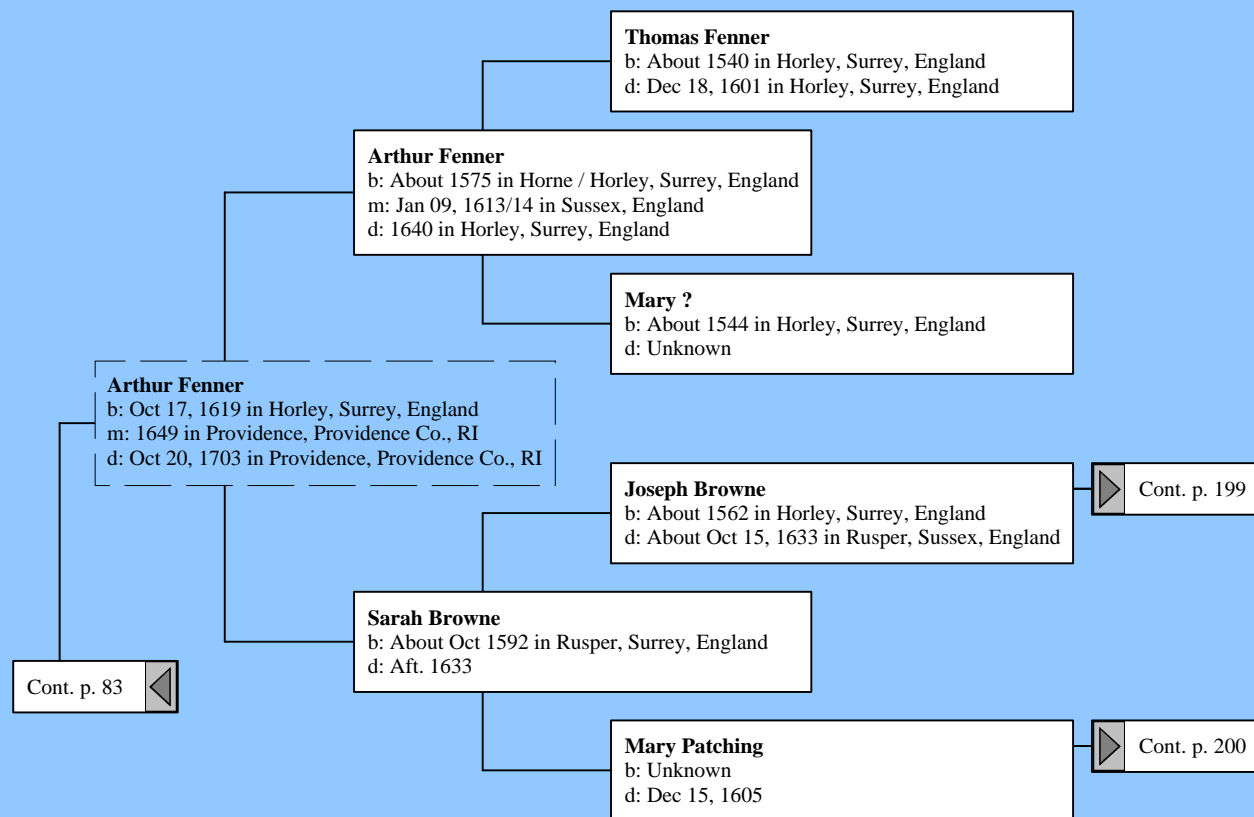 Thomas Fenner
b: About 1540 in Horley, Surrey, England
d: Dec 18, 1601 in Horley, Surrey, England
Arthur Fenner
b: About 1575 in Horne / Horley, Surrey, England
m: Jan 09, 1613/14 in Sussex, England
d: 1640 in Horley, Surrey, England
Mary ?
b: About 1544 in Horley, Surrey, England
d: Unknown
Arthur Fenner
b: Oct 17, 1619 in Horley, Surrey, England
m: 1649 in Providence, Providence Co., RI
d: Oct 20, 1703 in Providence, Providence Co., RI
Joseph Browne
b: About 1562 in Horley, Surrey, England
d: About Oct 15, 1633 in Rusper, Sussex, England
Cont. p. 199
Sarah Browne
b: About Oct 1592 in Rusper, Surrey, England
d: Aft. 1633
Cont. p. 83
Mary Patching
b: Unknown
d: Dec 15, 1605
Cont. p. 200